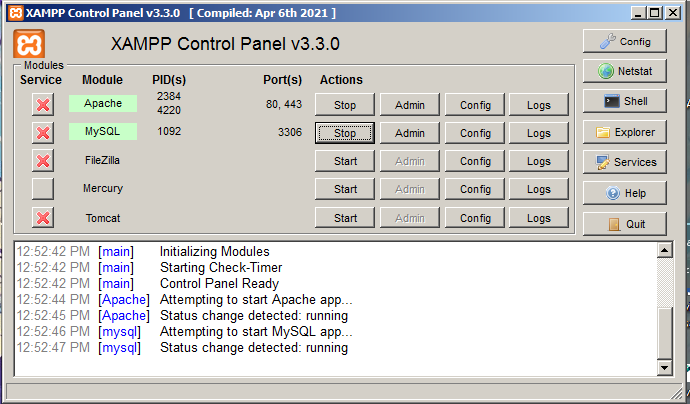 XAMPP Control Panel v3.3.0 [ Compiled: Apr 6th 2021 ]
XAMPP Control Panel v3.3.0
Config
Modules
Service Module PID(s) Port(s) Actions
Netstat
Apache 2384 4220 80, 443 Stop Admin Config Logs
Shell
MySQL 1092 3306 Stop Admin Config Logs
Explorer
FileZilla Start Admin Config Logs
Services
Mercury Start Admin Config Logs
Help
Tomcat Start Admin Config Logs
Quit
12:52:42 PM [main] Initializing Modules
12:52:42 PM [main] Starting Check-Timer
12:52:42 PM [main] Control Panel Ready
12:52:44 PM [Apache] Attempting to start Apache app...
12:52:45 PM [Apache] Status change detected: running
12:52:46 PM [mysql] Attempting to start MySQL app...
12:52:47 PM [mysql] Status change detected: running